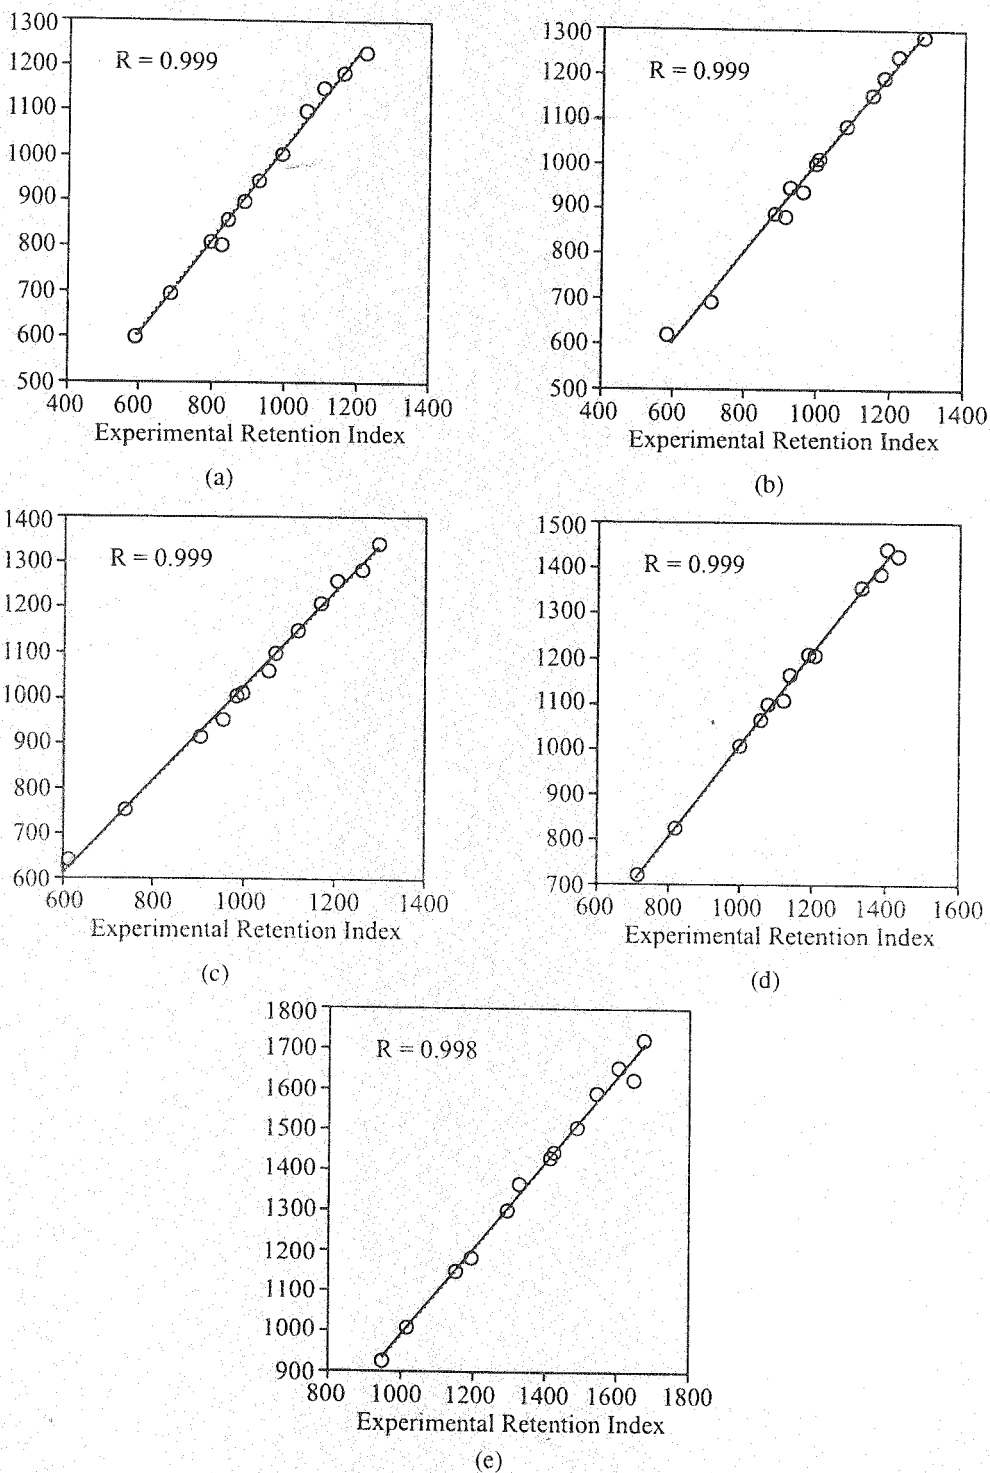 1300
1200
1100
1000
900
800
700
600
500
R = 0.999
400 600 800 1000 1200 1400
Experimental Retention Index
(a)
1300
1200
1100
1000
900
800
700
600
500
R = 0.999
400 600 800 1000 1200 1400
Experimental Retention Index
(b)
1400
1300
1200
1100
1000
900
800
700
600
R = 0.999
600 800 1000 1200 1400
Experimental Retention Index
(c)
1500
1400
1300
1200
1100
1000
900
800
700
R = 0.999
600 800 1000 1200 1400 1600
Experimental Retention Index
(d)
1800
1700
1600
1500
1400
1300
1200
1100
1000
900
R = 0.998
800 1000 1200 1400 1600 1800
Experimental Retention Index
(e)